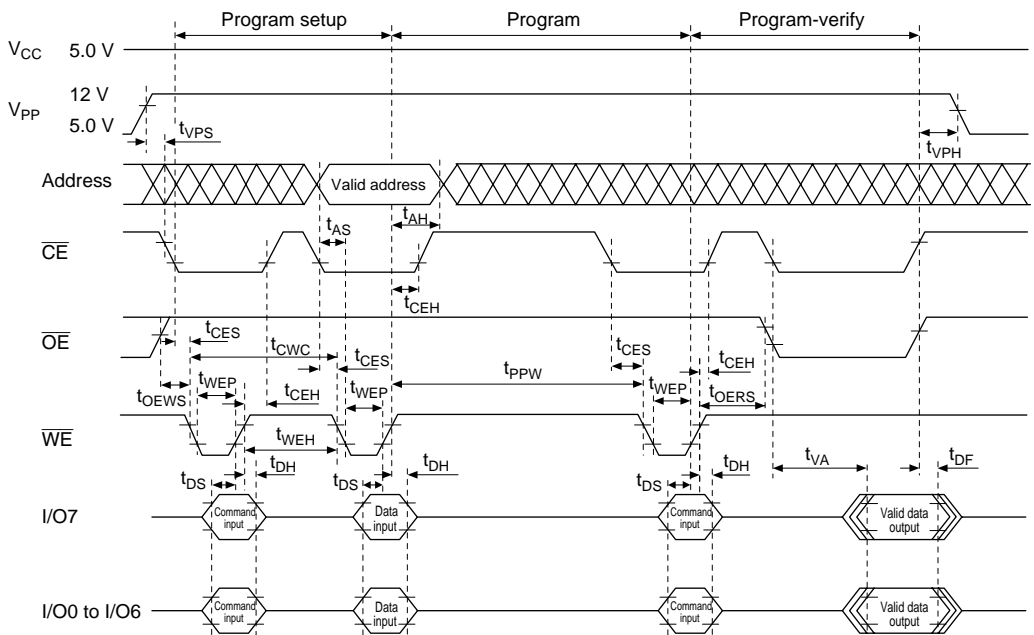 Program setup Program Program-verify
VCC 5.0 V
12 V
VPP
5.0 V
tVPS
tVPH
Address Valid address
tAS tAH
CE
tCEH
OE
tCES tCWC tCES tCES tCEH
tOEWS tWEP tCEH tWEP tPPW tWEP tOERS
WE
tWEH
tDS tDH tDS tDH tDS tDH tVA tDF
I/O7 Command input Data input Command input Valid data output
I/O0 to I/O6 Command input Data input Command input Valid data output